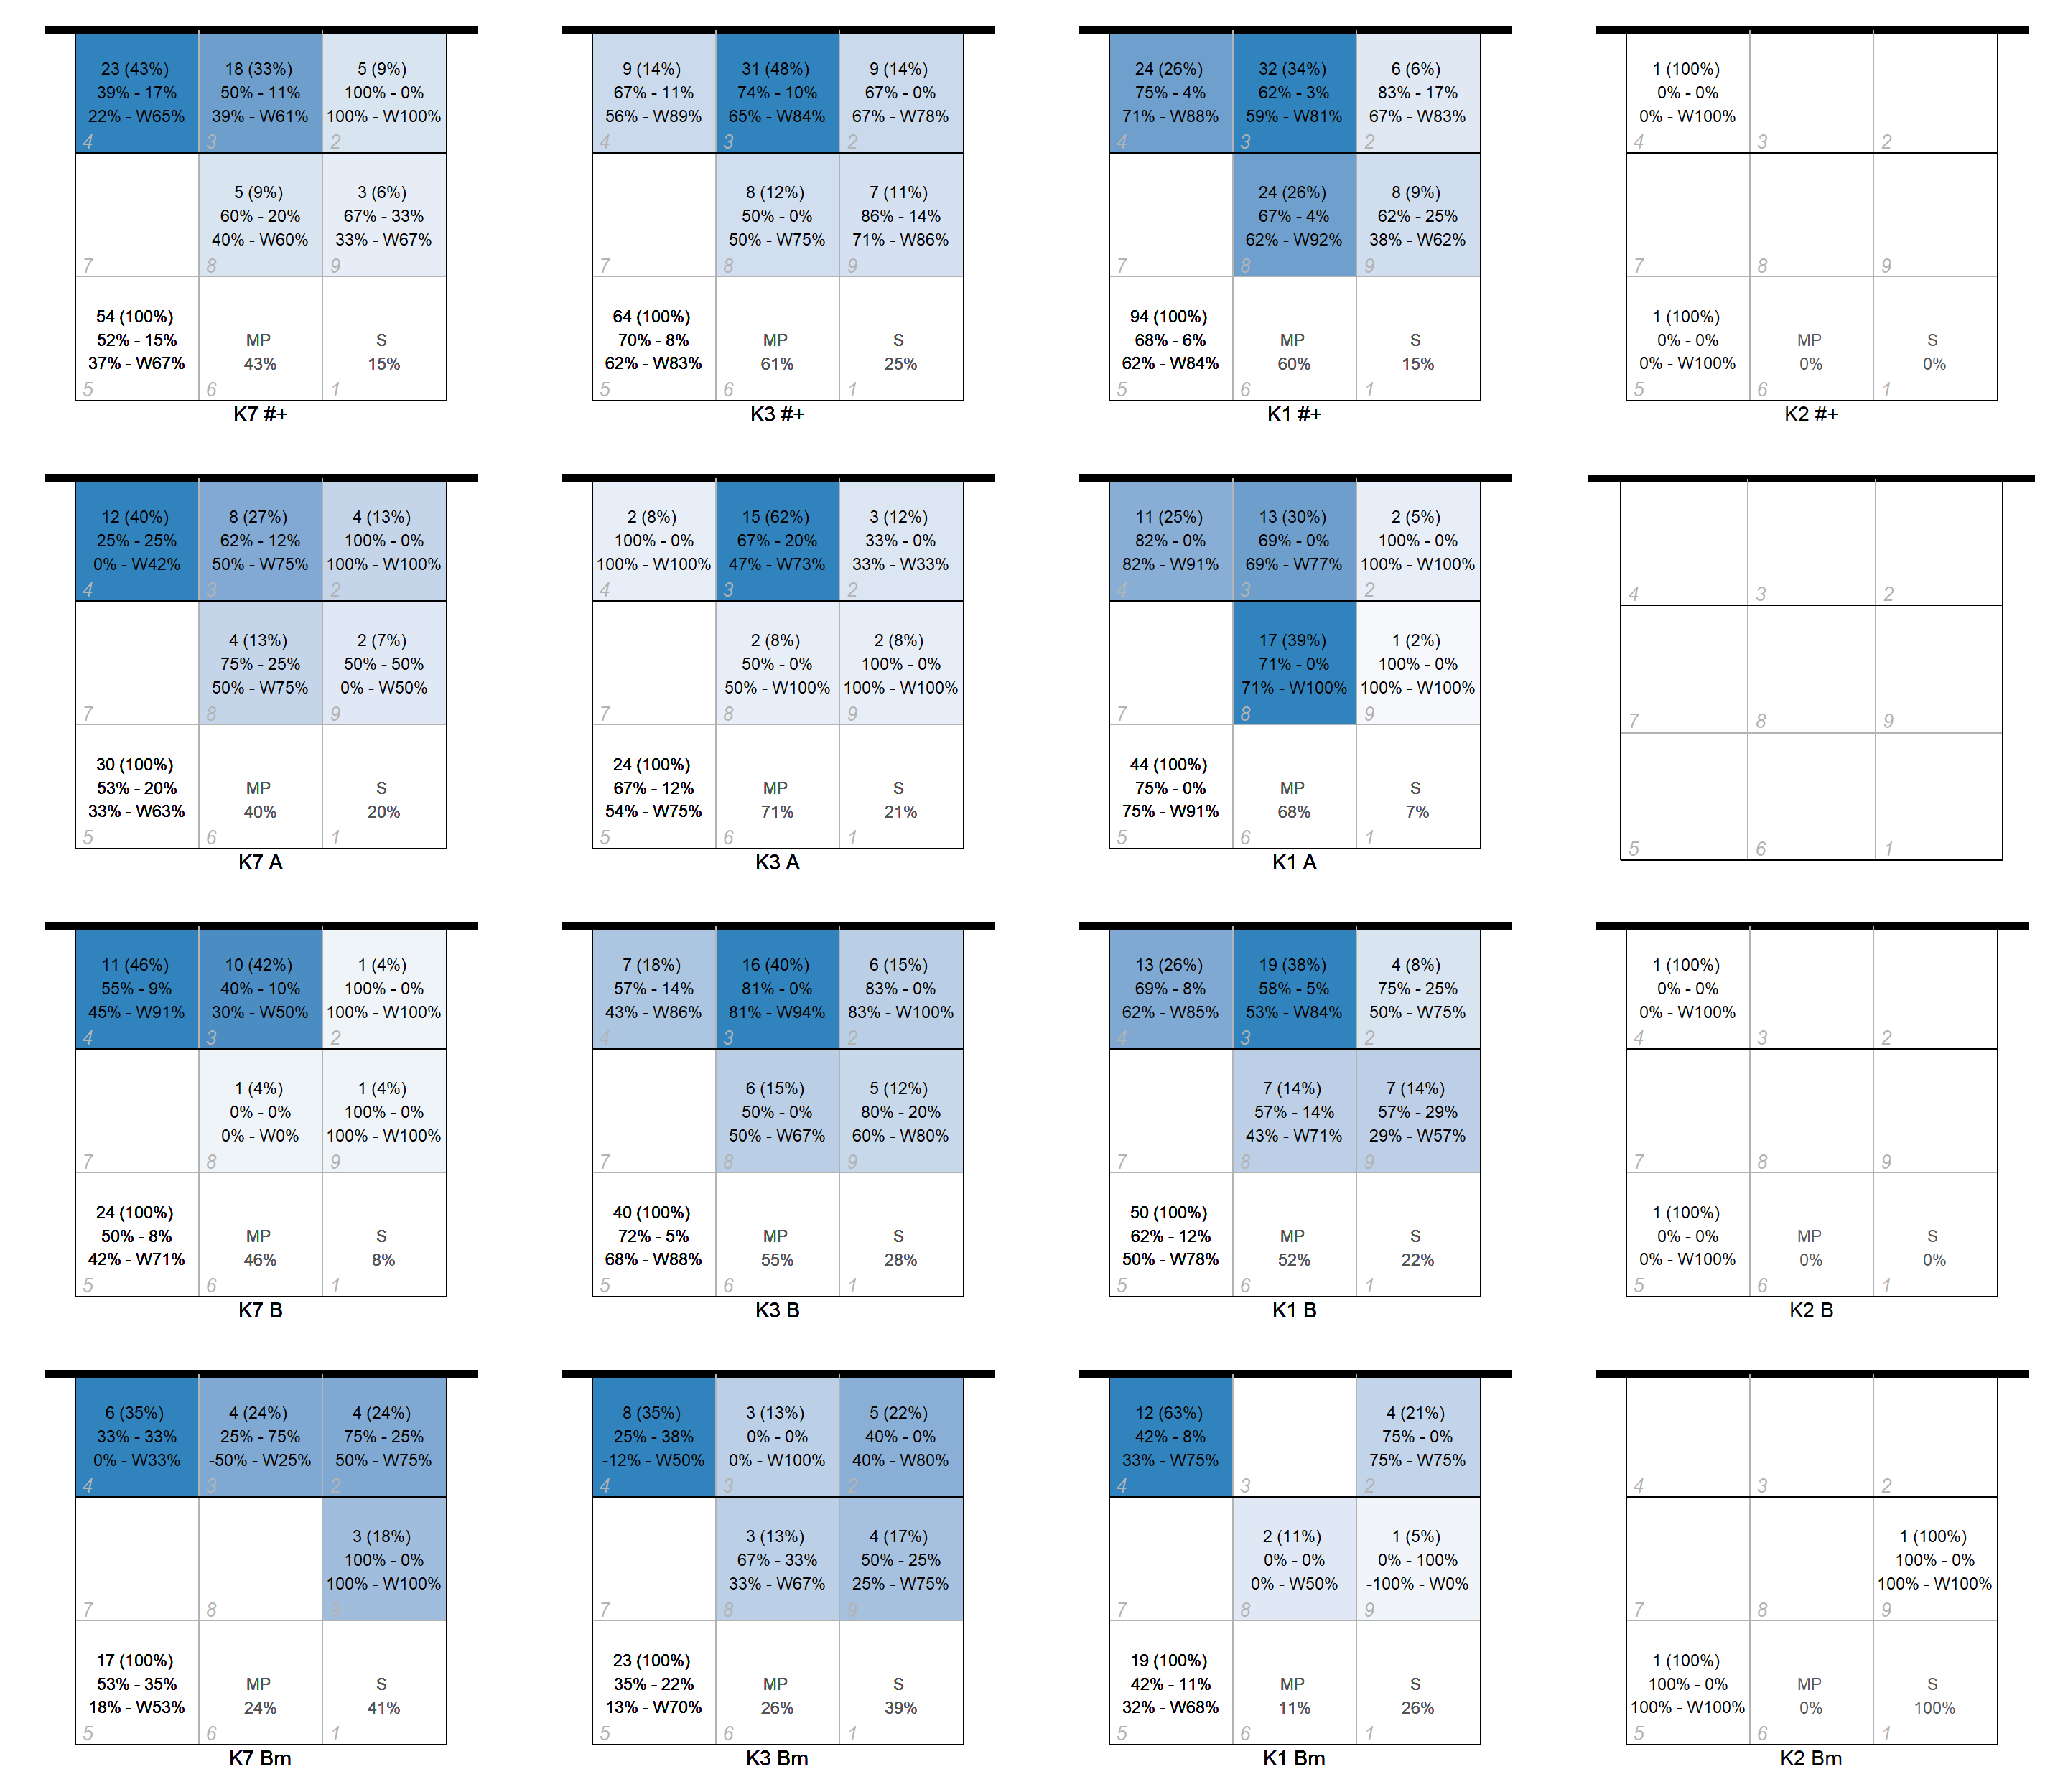 23 (43%) 18 (33%) 5 (9%)
39% - 17% 50% - 11% 100% - 0%
22% - W65% 39% - W61% 100% - W100%
4 3 2
5 (9%) 3 (6%)
60% - 20% 67% - 33%
40% - W60% 33% - W67%
7 8 9
54 (100%)
52% - 15% MP S
37% - W67% 43% 15%
5 6 1
K7 #+
9 (14%) 31 (48%) 9 (14%)
67% - 11% 74% - 10% 67% - 0%
56% - W89% 65% - W84% 67% - W78%
4 3 2
8 (12%) 7 (11%)
50% - 0% 86% - 14%
50% - W75% 71% - W86%
7 8 9
64 (100%)
70% - 8% MP S
62% - W83% 61% 25%
5 6 1
K3 #+
24 (26%) 32 (34%) 6 (6%)
75% - 4% 62% - 3% 83% - 17%
71% - W88% 59% - W81% 67% - W83%
4 3 2
24 (26%) 8 (9%)
67% - 4% 62% - 25%
62% - W92% 38% - W62%
7 8 9
94 (100%)
68% - 6% MP S
62% - W84% 60% 15%
5 6 1
K1 #+
1 (100%)
0% - 0%
0% - W100%
4 3 2
7 8 9
1 (100%)
0% - 0% MP S
0% - W100% 0% 0%
5 6 1
K2 #+
12 (40%) 8 (27%) 4 (13%)
25% - 25% 62% - 12% 100% - 0%
0% - W42% 50% - W75% 100% - W100%
4 3 2
4 (13%) 2 (7%)
75% - 25% 50% - 50%
50% - W75% 0% - W50%
7 8 9
30 (100%)
53% - 20% MP S
33% - W63% 40% 20%
5 6 1
K7 A
2 (8%) 15 (62%) 3 (12%)
100% - 0% 67% - 20% 33% - 0%
100% - W100% 47% - W73% 33% - W33%
4 3 2
2 (8%) 2 (8%)
50% - 0% 100% - 0%
50% - W100% 100% - W100%
7 8 9
24 (100%)
67% - 12% MP S
54% - W75% 71% 21%
5 6 1
K3 A
11 (25%) 13 (30%) 2 (5%)
82% - 0% 69% - 0% 100% - 0%
82% - W91% 69% - W77% 100% - W100%
4 3 2
17 (39%) 1 (2%)
71% - 0% 100% - 0%
71% - W100% 100% - W100%
7 8 9
44 (100%)
75% - 0% MP S
75% - W91% 68% 7%
5 6 1
K1 A
4 3 2
7 8 9
5 6 1
11 (46%) 10 (42%) 1 (4%)
55% - 9% 40% - 10% 100% - 0%
45% - W91% 30% - W50% 100% - W100%
4 3 2
1 (4%) 1 (4%)
0% - 0% 100% - 0%
0% - W0% 100% - W100%
7 8 9
24 (100%)
50% - 8% MP S
42% - W71% 46% 8%
5 6 1
K7 B
7 (18%) 16 (40%) 6 (15%)
57% - 14% 81% - 0% 83% - 0%
43% - W86% 81% - W94% 83% - W100%
4 3 2
6 (15%) 5 (12%)
50% - 0% 80% - 20%
50% - W67% 60% - W80%
7 8 9
40 (100%)
72% - 5% MP S
68% - W88% 55% 28%
5 6 1
K3 B
13 (26%) 19 (38%) 4 (8%)
69% - 8% 58% - 5% 75% - 25%
62% - W85% 53% - W84% 50% - W75%
4 3 2
7 (14%) 7 (14%)
57% - 14% 57% - 29%
43% - W71% 29% - W57%
7 8 9
50 (100%)
62% - 12% MP S
50% - W78% 52% 22%
5 6 1
K1 B
1 (100%)
0% - 0%
0% - W100%
4 3 2
7 8 9
1 (100%)
0% - 0% MP S
0% - W100% 0% 0%
5 6 1
K2 B
6 (35%) 4 (24%) 4 (24%)
33% - 33% 25% - 75% 75% - 25%
0% - W33% -50% - W25% 50% - W75%
4 3 2
3 (18%)
100% - 0%
100% - W100%
7 8 9
17 (100%)
53% - 35% MP S
18% - W53% 24% 41%
5 6 1
K7 Bm
8 (35%) 3 (13%) 5 (22%)
25% - 38% 0% - 0% 40% - 0%
-12% - W50% 0% - W100% 40% - W80%
4 3 2
3 (13%) 4 (17%)
67% - 33% 50% - 25%
33% - W67% 25% - W75%
7 8 9
23 (100%)
35% - 22% MP S
13% - W70% 26% 39%
5 6 1
K3 Bm
12 (63%) 4 (21%)
42% - 8% 75% - 0%
33% - W75% 75% - W75%
4 3 2
2 (11%) 1 (5%)
0% - 0% 0% - 100%
0% - W50% -100% - W0%
7 8 9
19 (100%)
42% - 11% MP S
32% - W68% 11% 26%
5 6 1
K1 Bm
4 3 2
1 (100%)
100% - 0%
100% - W100%
7 8 9
1 (100%)
100% - 0% MP S
100% - W100% 0% 100%
5 6 1
K2 Bm